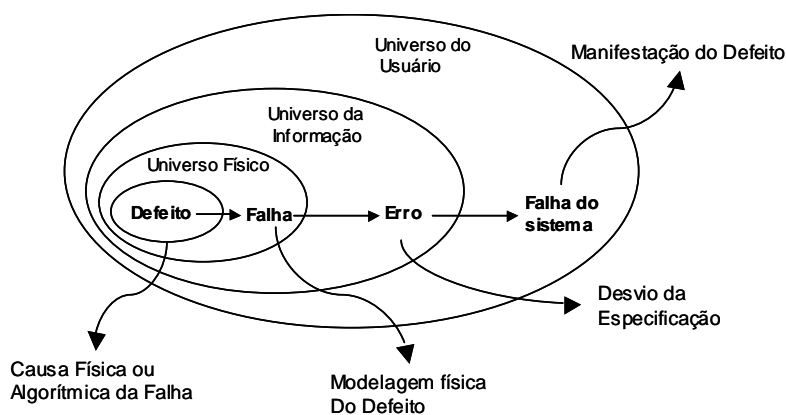 Universo do
Usuário
Manifestação do Defeito
Universo da
Informação
Universo Físico
Defeito
Falha
Erro
Falha do
sistema
Desvio da
Especificação
Causa Física ou
Algorítmica da Falha
Modelagem física
Do Defeito